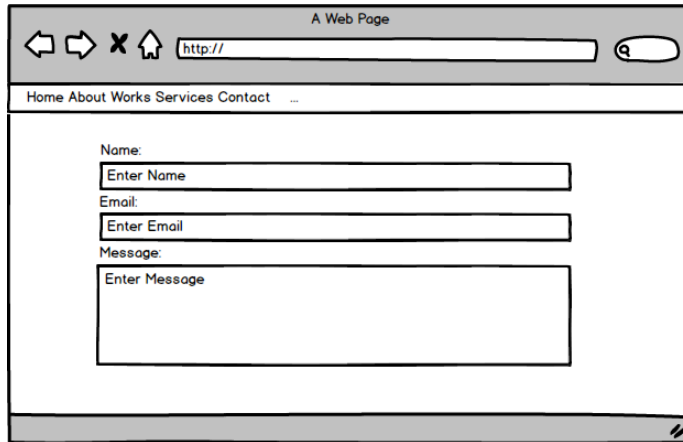 A Web Page
http://
Home About Works Services Contact ...
Name:
Enter Name
Email:
Enter Email
Message:
Enter Message